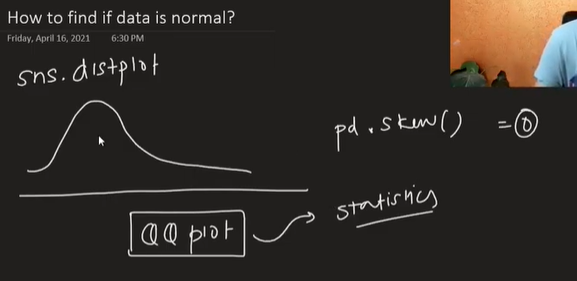 How to find if data is normal?
Friday, April 16, 2021 6:30 PM
sns.distplot
pd.skew() = 0
QQ plot
statistics